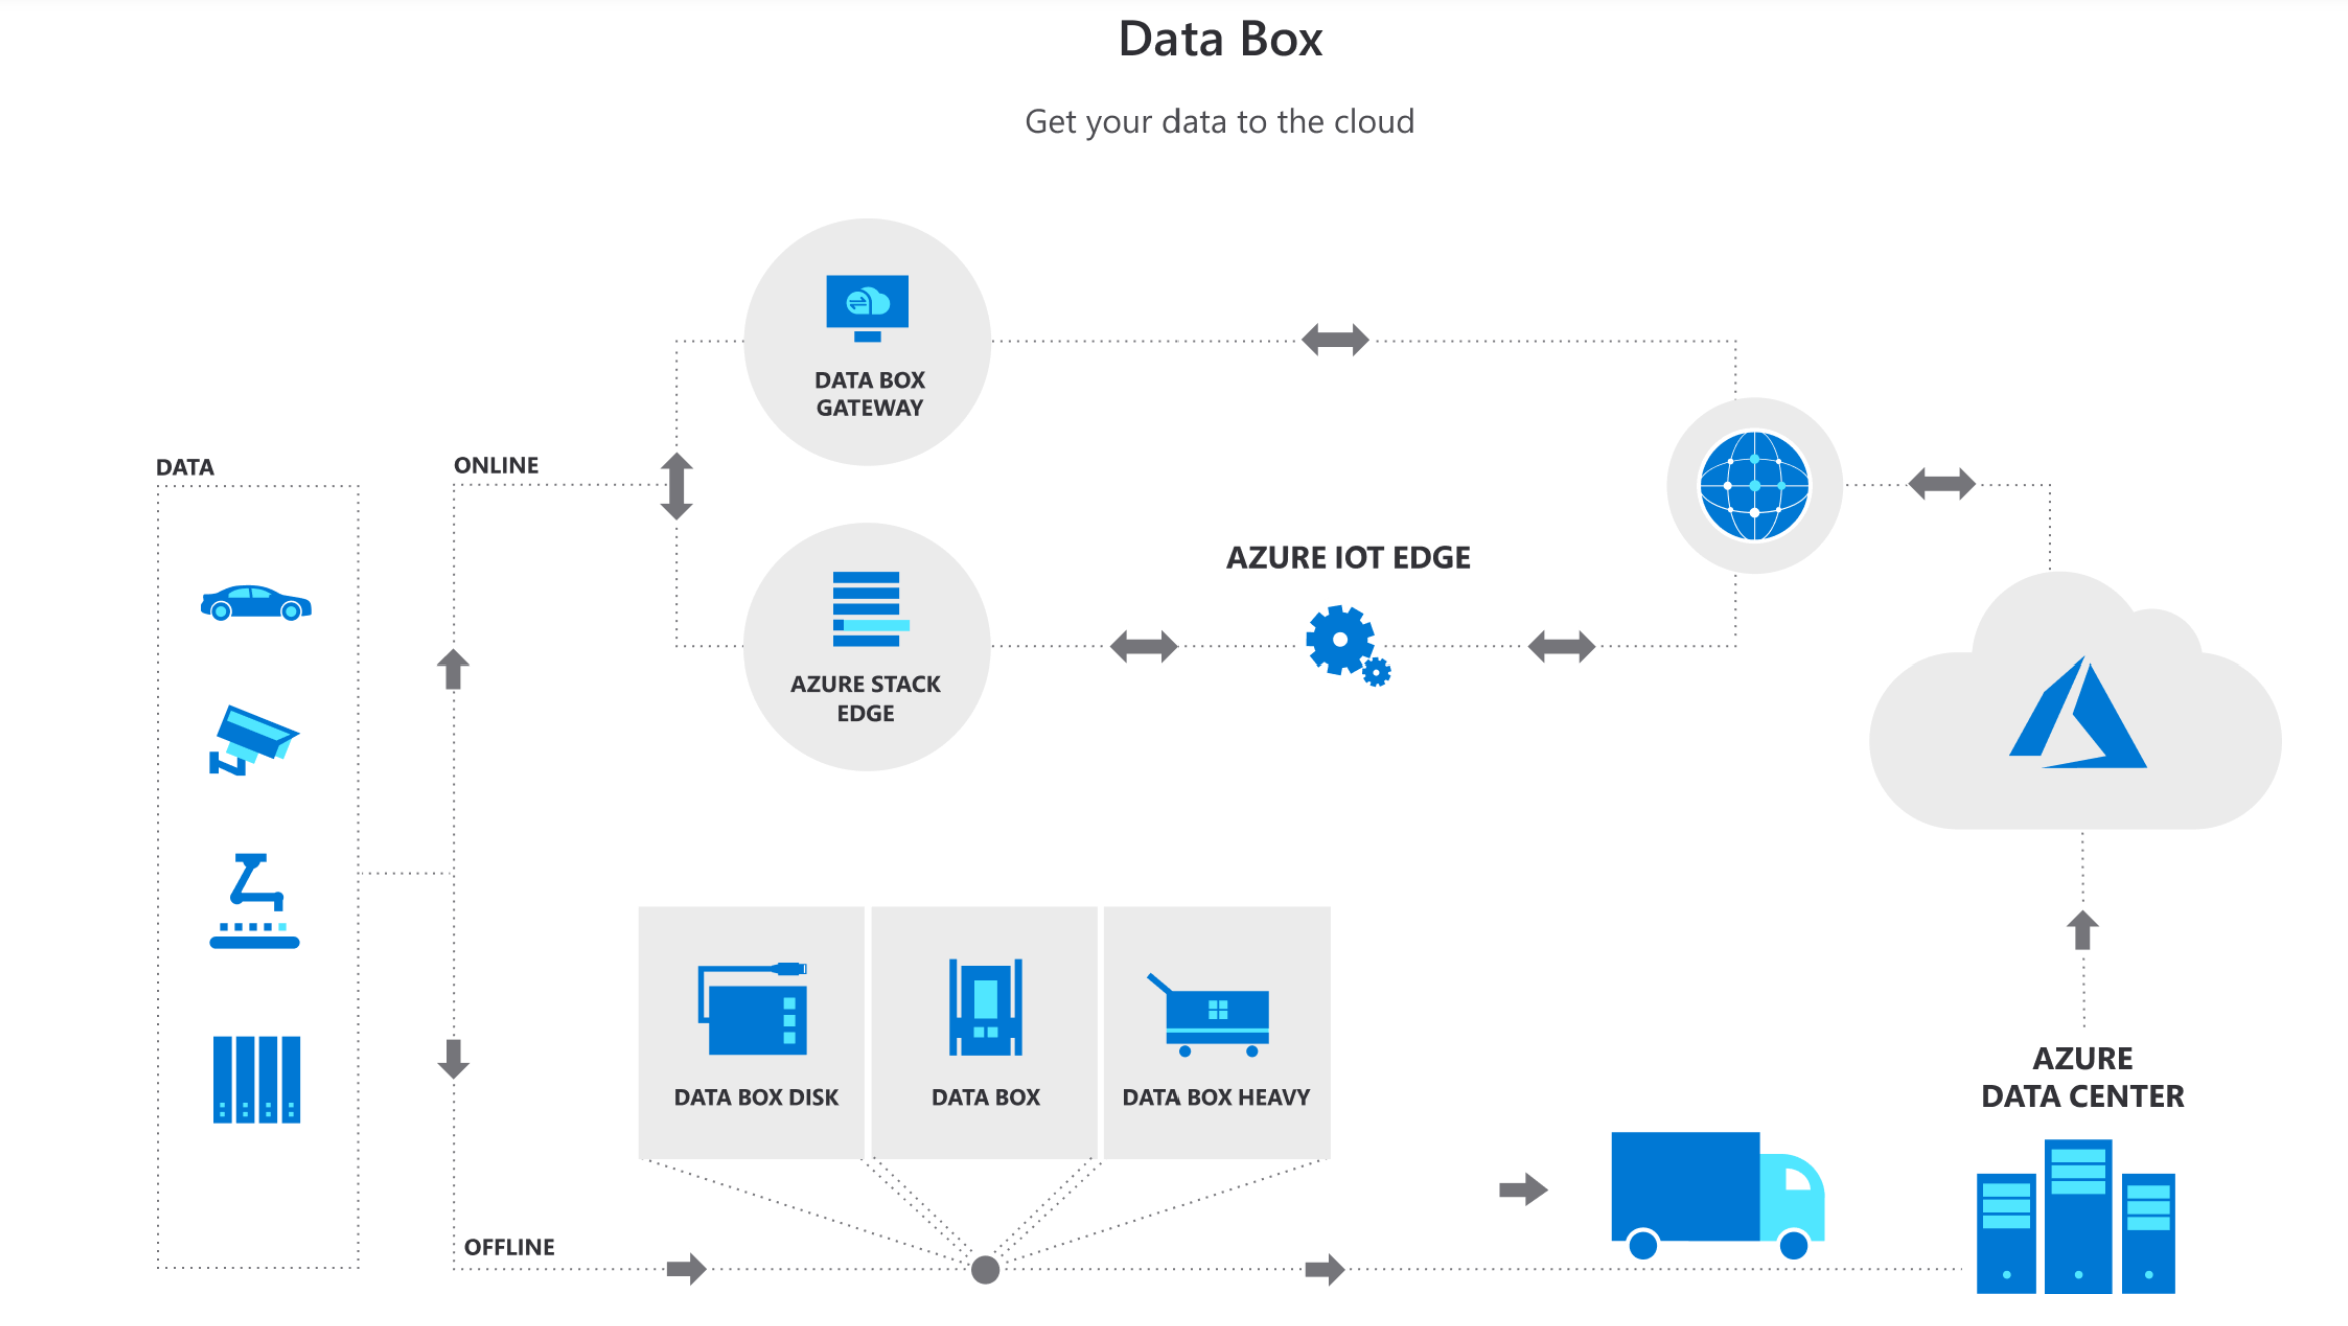 Data Box
Get your data to the cloud
DATA BOX
GATEWAY
DATA
ONLINE
AZURE IOT EDGE
AZURE STACK
EDGE
DATA BOX DISK
DATA BOX
DATA BOX HEAVY
AZURE
DATA CENTER
OFFLINE